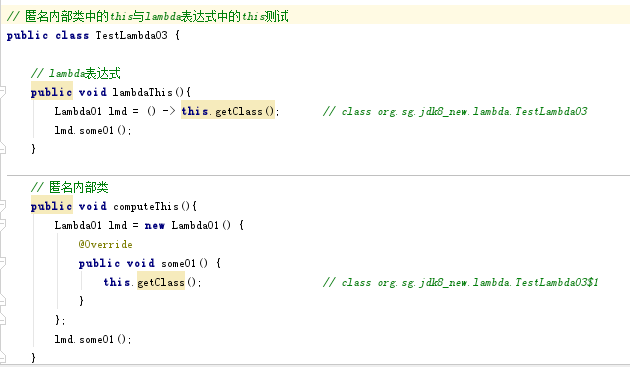 // 匿名内部类中的this与lambda表达式中的this测试
public class TestLambda03 {
// lambda表达式
public void lambdaThis(){
Lambda01 lmd = () -> this.getClass(); // class org.sg.jdk8_new.lambda.TestLambda03
lmd.some01();
}
// 匿名内部类
public void computeThis(){
Lambda01 lmd = new Lambda01() {
@Override
public void some01() {
this.getClass(); // class org.sg.jdk8_new.lambda.TestLambda03$1
}
};
lmd.some01();
}